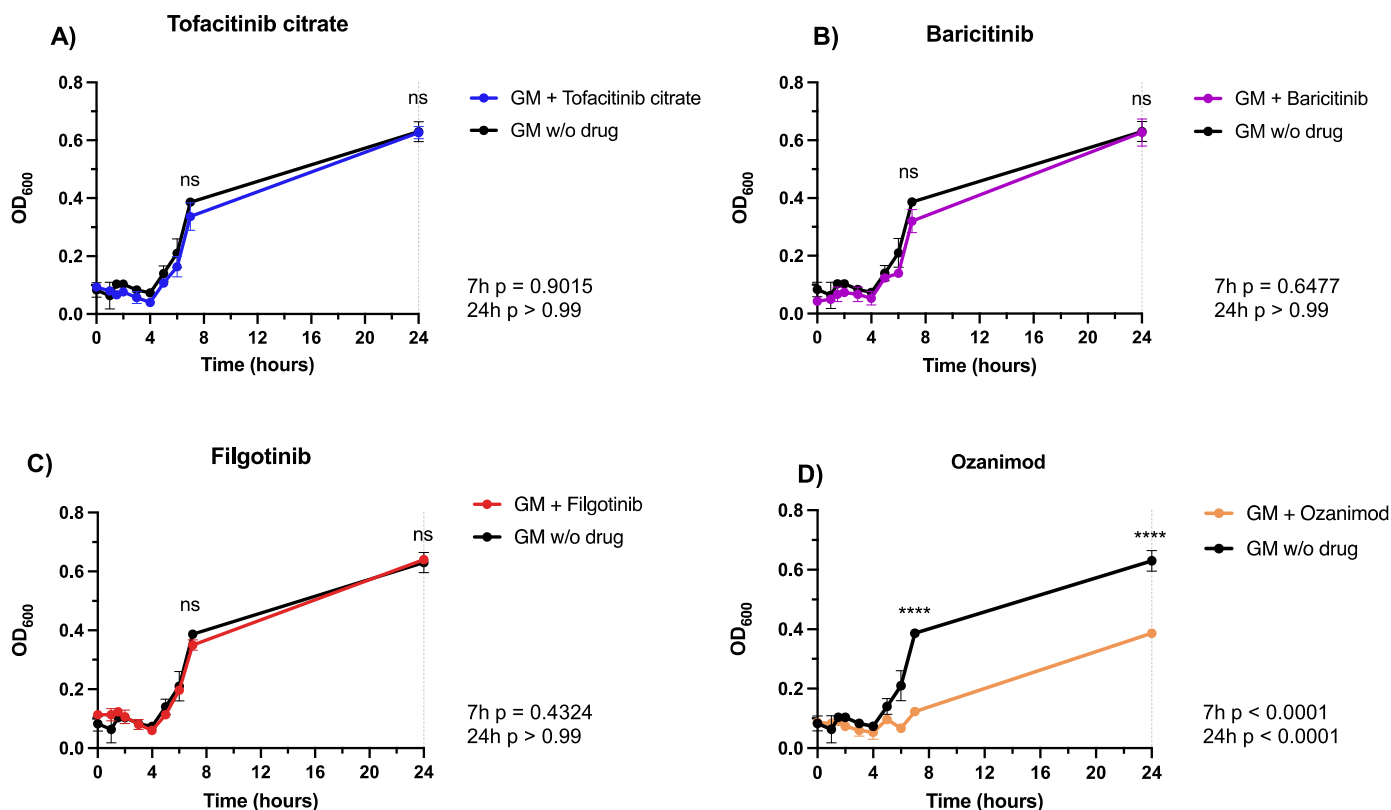 A)
Tofacitinib citrate
0.8
0.6
0.4
0.2
0.0
OD600
ns
ns
0
4
8
12
16
20
24
Time (hours)
GM + Tofacitinib citrate
GM w/o drug
7h p = 0.9015
24h p > 0.99
B)
Baricitinib
0.8
0.6
0.4
0.2
0.0
OD600
ns
ns
0
4
8
12
16
20
24
Time (hours)
GM + Baricitinib
GM w/o drug
7h p = 0.6477
24h p > 0.99
C)
Filgotinib
0.8
0.6
0.4
0.2
0.0
OD600
ns
ns
0
4
8
12
16
20
24
Time (hours)
GM + Filgotinib
GM w/o drug
7h p = 0.4324
24h p > 0.99
D)
Ozanimod
0.8
0.6
0.4
0.2
0.0
OD600
****
****
0
4
8
12
16
20
24
Time (hours)
GM + Ozanimod
GM w/o drug
7h p < 0.0001
24h p < 0.0001